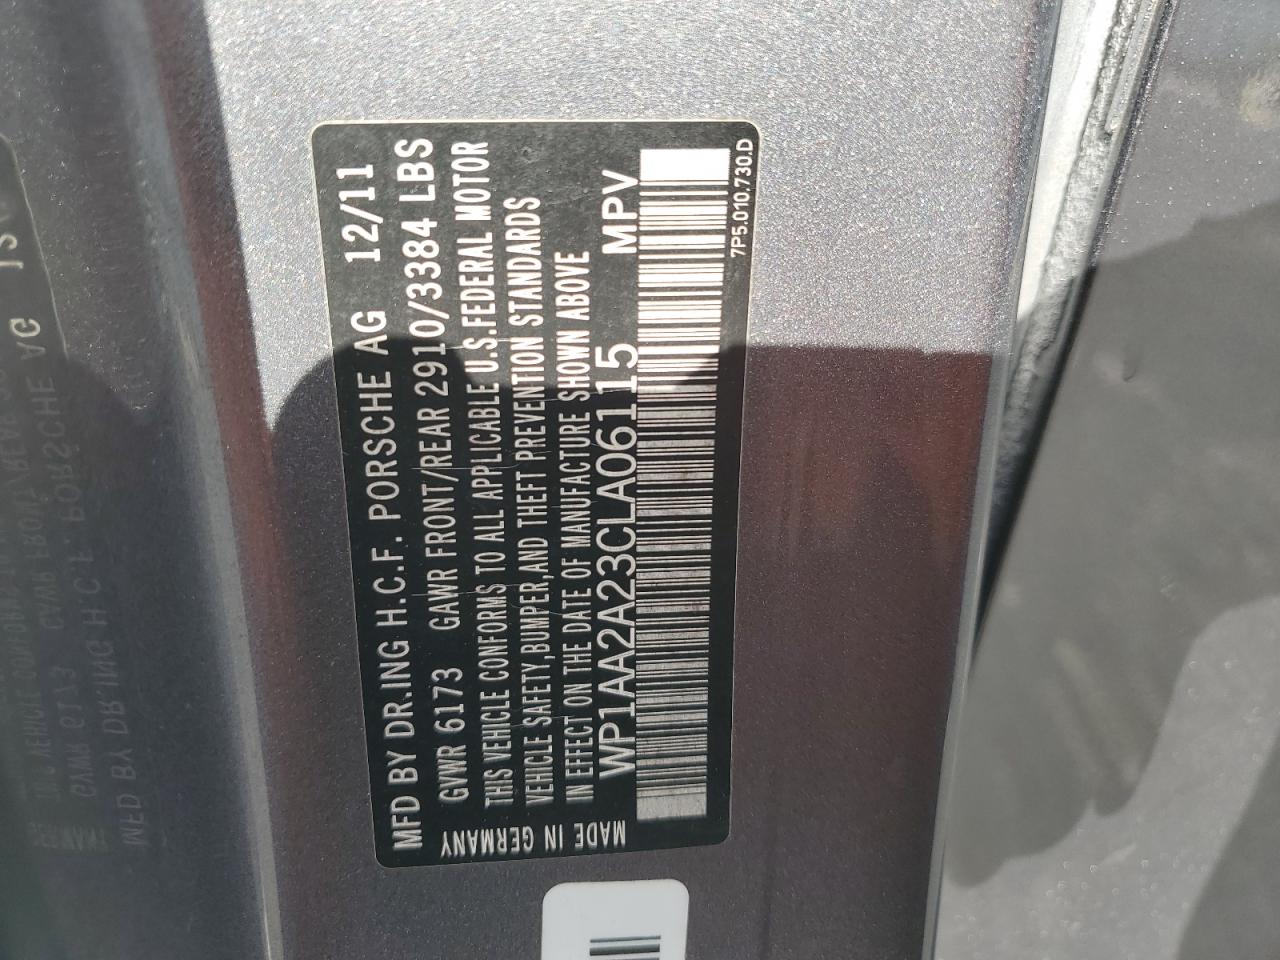 MFD BY DR.ING H.C.F. PORSCHE AG 12/11
GVWR 6173 GAWR FRONT/REAR 2910/3384 LBS
THIS VEHICLE CONFORMS TO ALL APPLICABLE U.S.FEDERAL MOTOR
VEHICLE SAFETY,BUMPER,AND THEFT PREVENTION STANDARDS
IN EFFECT ON THE DATE OF MANUFACTURE SHOWN ABOVE
WP1AA2A23CLA06115 MPV
7P5.010.730.D
MADE IN GERMANY